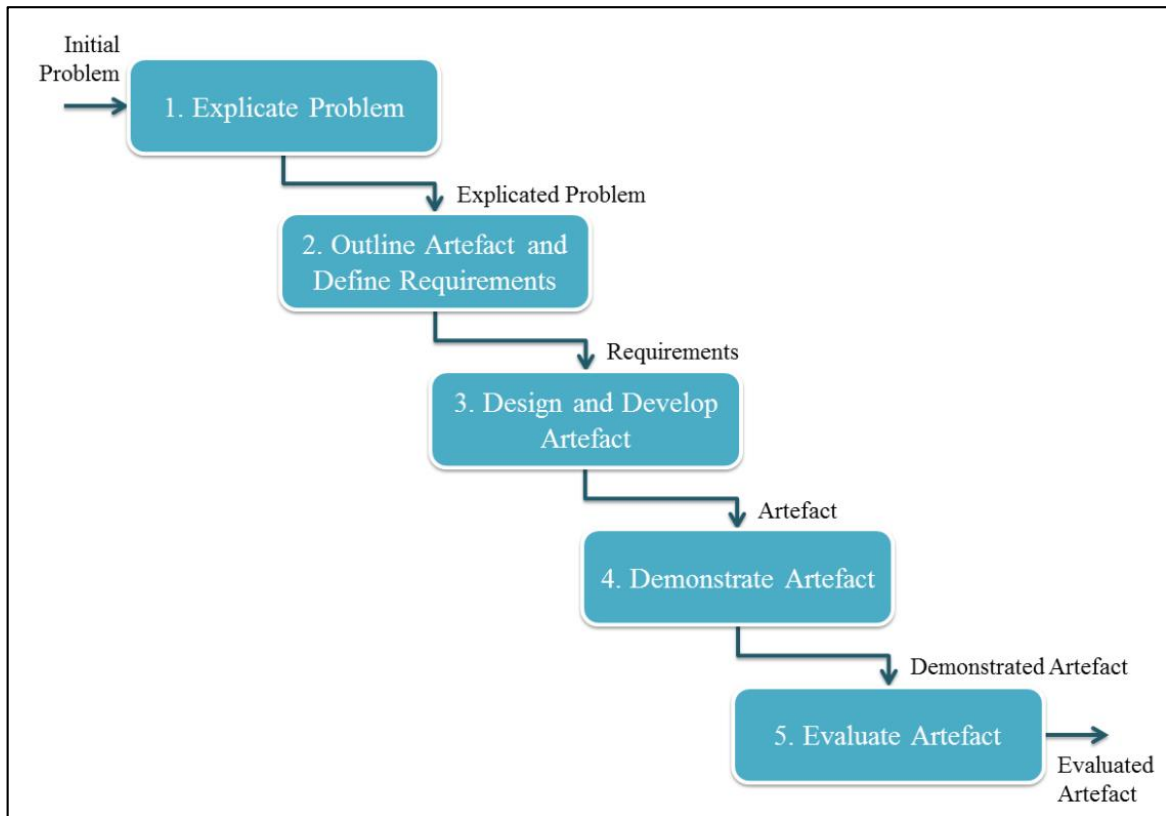 Initial
Problem
1. Explicate Problem
Explicated Problem
2. Outline Artefact and
Define Requirements
Requirements
3. Design and Develop
Artefact
Artefact
4. Demonstrate Artefact
Demonstrated Artefact
5. Evaluate Artefact
Evaluated
Artefact